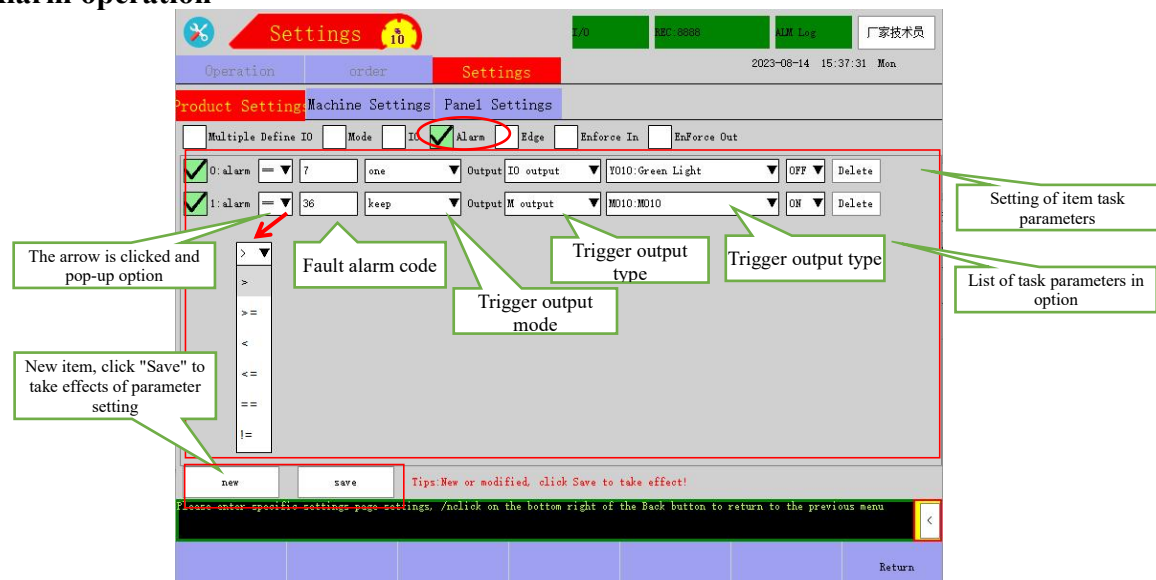 alarm operation
Settings % 10 I/O REC:8888 ALM Log 厂家技术员
Operation order Settings 2023-08-14 15:37:31 Mon
Product Settings Machine Settings Panel Settings
Multiple Define IO Mode IO Alarm Edge Enforce In EnForce Out
0:alarm == ▼ 7 one ▼ Output IO output ▼ Y010:Green Light ▼ OFF ▼ Delete
1:alarm == ▼ 36 keep ▼ Output M output ▼ M010:M010 ▼ ON ▼ Delete
Setting of item task
parameters
The arrow is clicked and
pop-up option
Fault alarm code
Trigger output
mode
Trigger output
type
Trigger output type
List of task parameters in
option
> ▼
>
>=
<
<=
==
!=
New item, click "Save" to
take effects of parameter
setting
new save Tips:New or modified, click Save to take effect!
Please enter specific settings page settings, /nclick on the bottom right of the Back button to return to the previous menu
<
Return